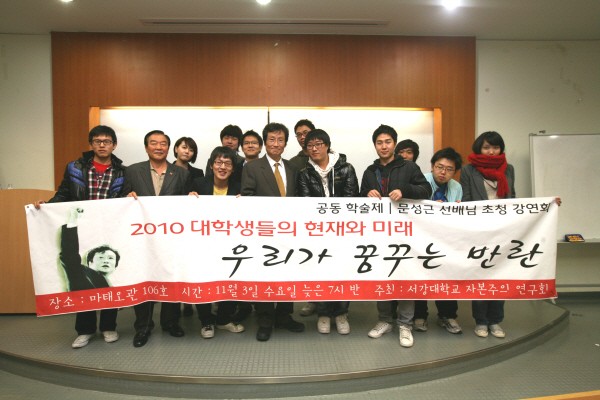 공동 학술제 | 문성근 선배님 초청 강연회
2010 대학생들의 현재와 미래
우리가 꿈꾸는 반란
장소 : 마태오관 106호 시간 : 11월 3일 수요일 늦은 7시 반 주최 : 서강대학교 자본주의 연구회